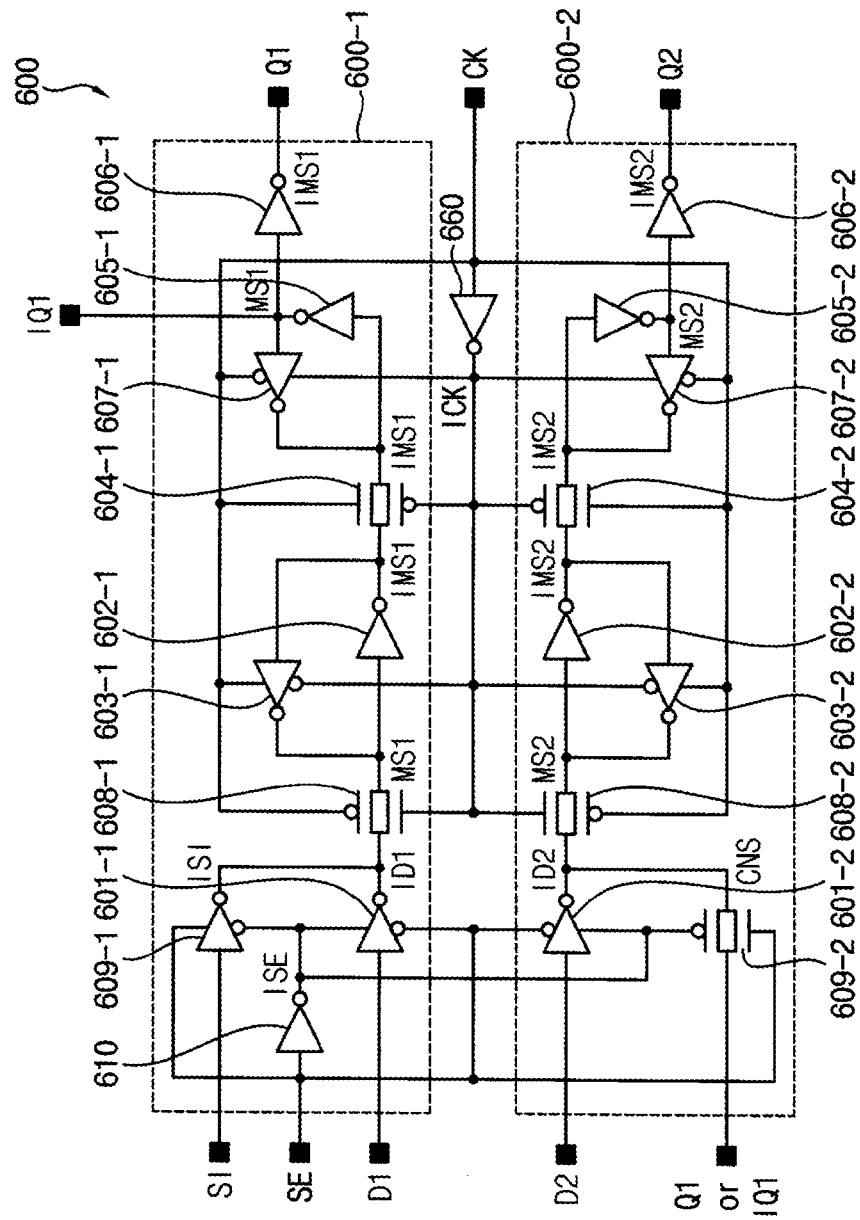 600
Q1
600-1
CK
600-2
Q2
606-1
IMS1
660
IMS2
606-2
605-1
MS1
605-2
IQ1
MS2
607-1
ICK
607-2
604-1
IMS1
IMS2
604-2
602-1
IMS1
IMS2
602-2
603-1
603-2
608-1
MS1
MS2
608-2
601-1
ISI
ID1
ID2
CNS
601-2
609-1
ISE
609-2
610
SI
SE
D1
D2
Q1
or
IQ1